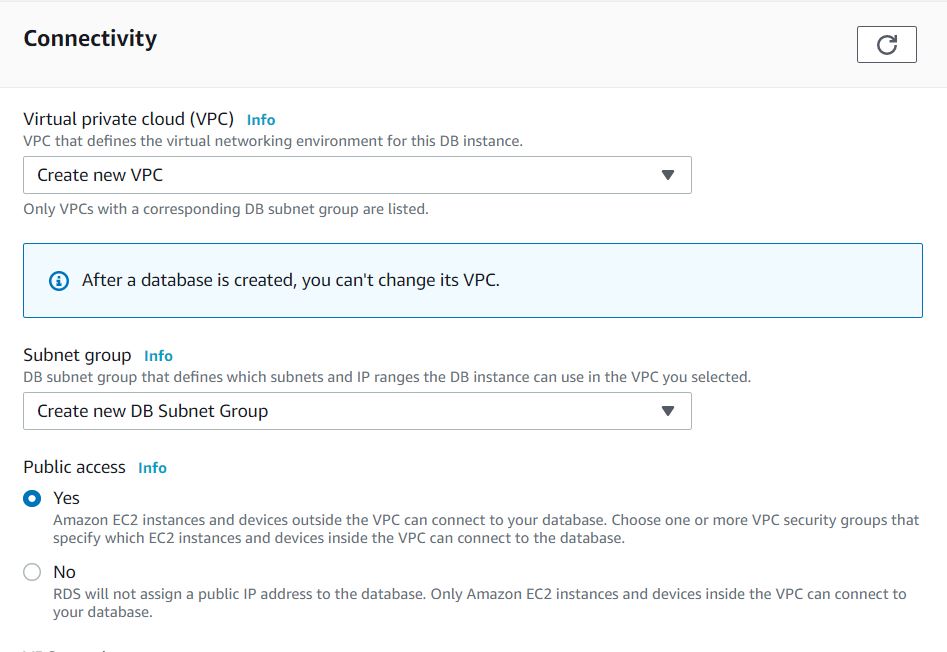 Connectivity
Virtual private cloud (VPC) Info
VPC that defines the virtual networking environment for this DB instance.
Create new VPC
Only VPCs with a corresponding DB subnet group are listed.
After a database is created, you can't change its VPC.
Subnet group Info
DB subnet group that defines which subnets and IP ranges the DB instance can use in the VPC you selected.
Create new DB Subnet Group
Public access Info
Yes
Amazon EC2 instances and devices outside the VPC can connect to your database. Choose one or more VPC security groups that
specify which EC2 instances and devices inside the VPC can connect to the database.
No
RDS will not assign a public IP address to the database. Only Amazon EC2 instances and devices inside the VPC can connect to
your database.